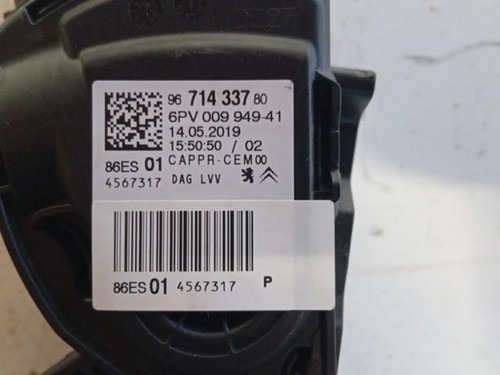 96 714 337 80
6PV 009 949-41
14.05.2019
15:50:50 / 02
86ES 01 CAPPR-CEM00
4567317 DAG LVV
86ES 01 4567317 P